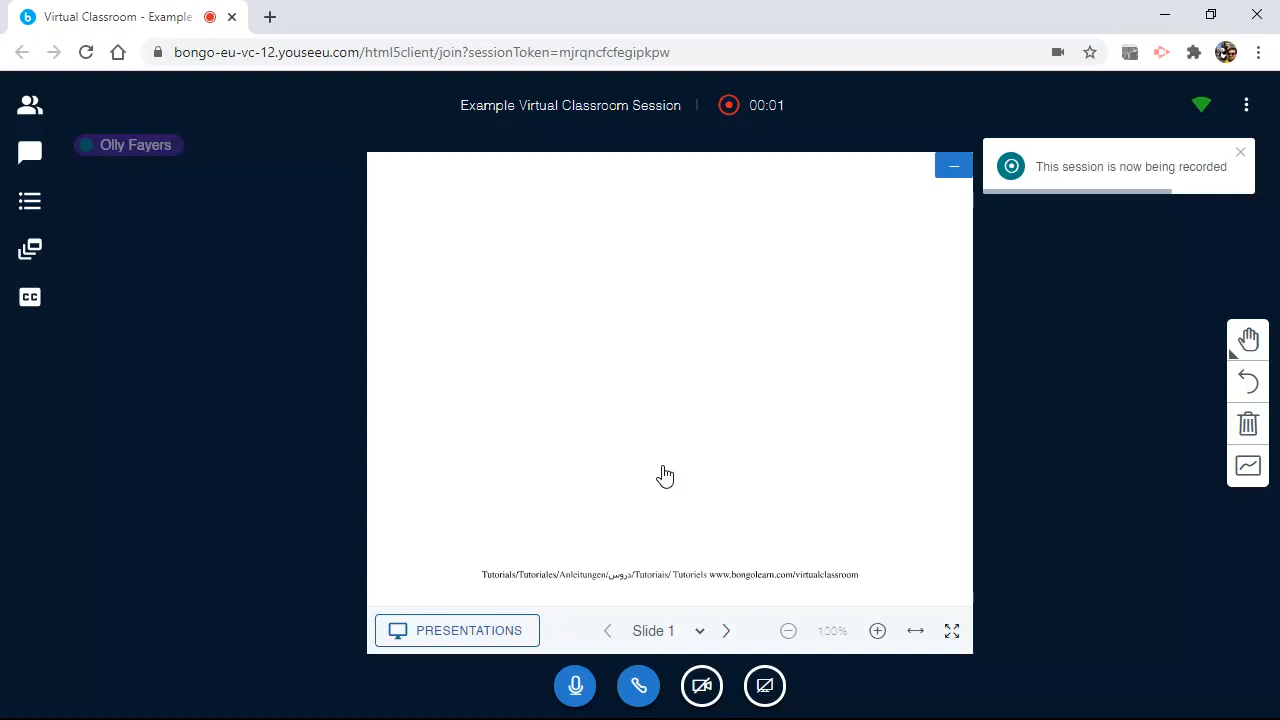 Virtual Classroom - Example
bongo-eu-vc-12.youseeu.com/html5client/join?sessionToken=mjrqncfcfegipkpw
Example Virtual Classroom Session | 00:01
Olly Fayers
This session is now being recorded
CC
Tutorials/Tutoriales/Anleitungen/دروس/Tutoriais/ Tutoriels www.bongolearn.com/virtualclassroom
PRESENTATIONS
Slide 1
100%